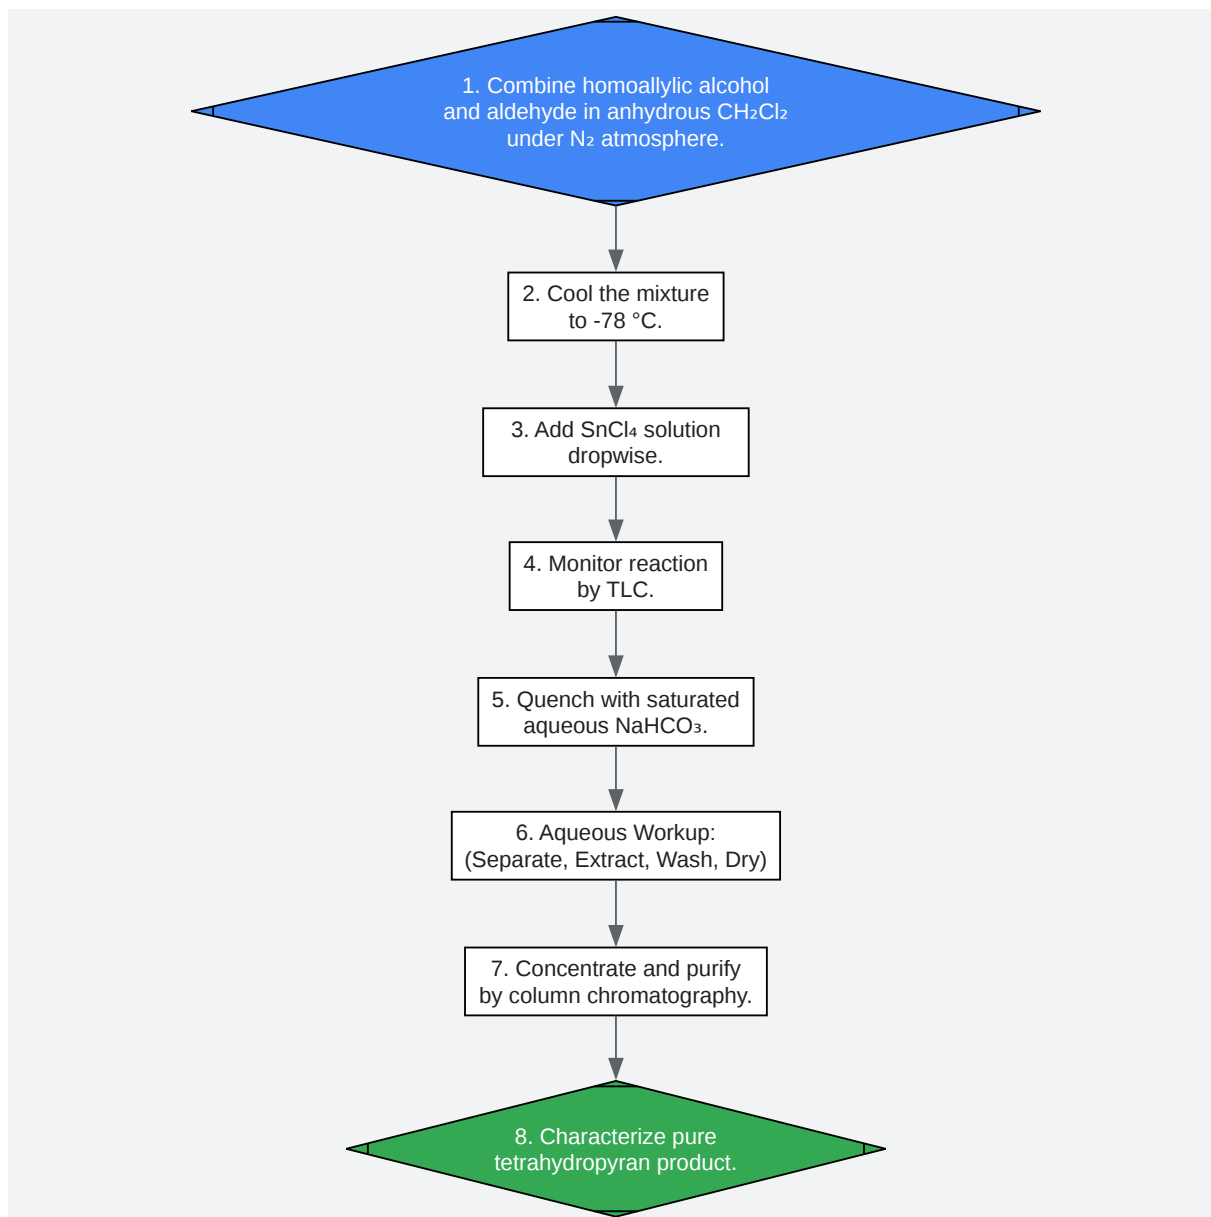 1. Combine homoallylic alcohol
and aldehyde in anhydrous CH₂Cl₂
under N₂ atmosphere.
2. Cool the mixture
to -78 °C.
3. Add SnCl₄ solution
dropwise.
4. Monitor reaction
by TLC.
5. Quench with saturated
aqueous NaHCO₃.
6. Aqueous Workup:
(Separate, Extract, Wash, Dry)
7. Concentrate and purify
by column chromatography.
8. Characterize pure
tetrahydropyran product.